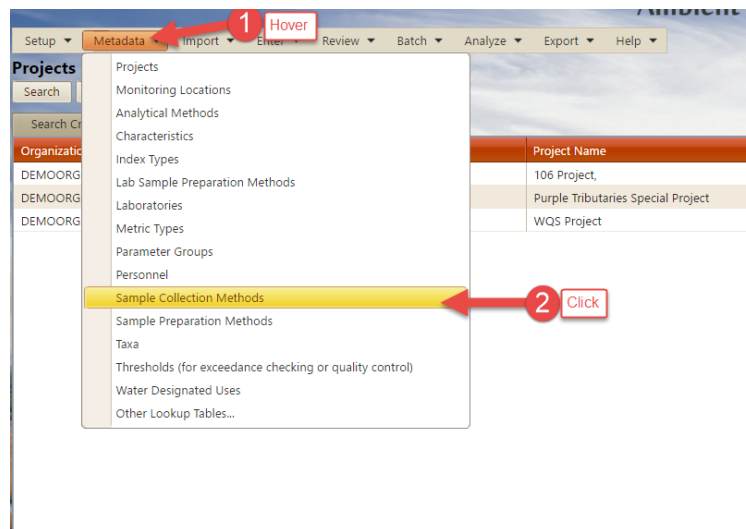 Ambient
1 Hover
Setup Metadata Import Enter Review Batch Analyze Export Help
Projects
Search
Search Cr
Organizatio Project Name
DEMOORG 106 Project,
DEMOORG Purple Tributaries Special Project
DEMOORG WQS Project
Projects
Monitoring Locations
Analytical Methods
Characteristics
Index Types
Lab Sample Preparation Methods
Laboratories
Metric Types
Parameter Groups
Personnel
Sample Collection Methods
2 Click
Sample Preparation Methods
Taxa
Thresholds (for exceedance checking or quality control)
Water Designated Uses
Other Lookup Tables...